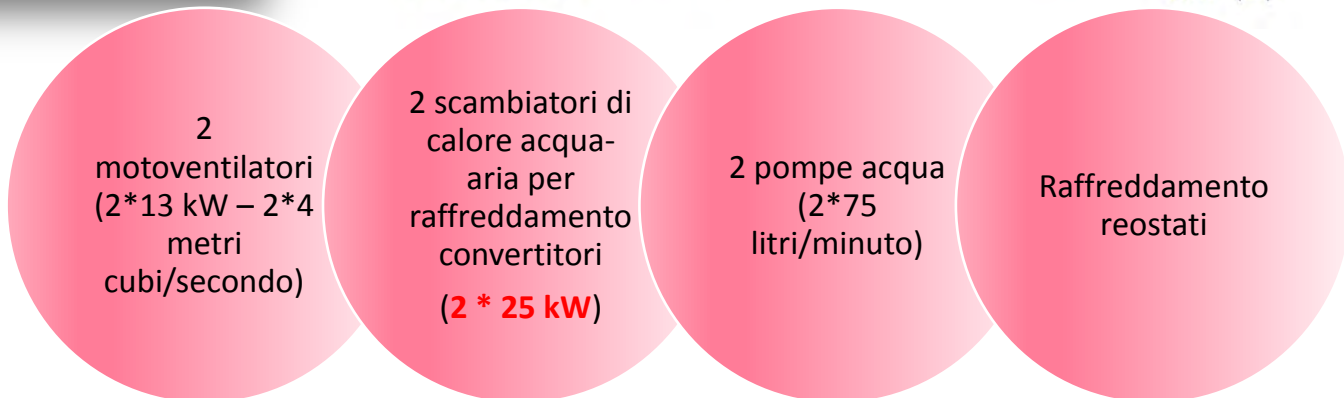 2
motoventilatori
(2*13 kW – 2*4
metri
cubi/secondo)
2 scambiatori di
calore acqua-
aria per
raffreddamento
convertitori
(2 * 25 kW)
2 pompe acqua
(2*75
litri/minuto)
Raffreddamento
reostati